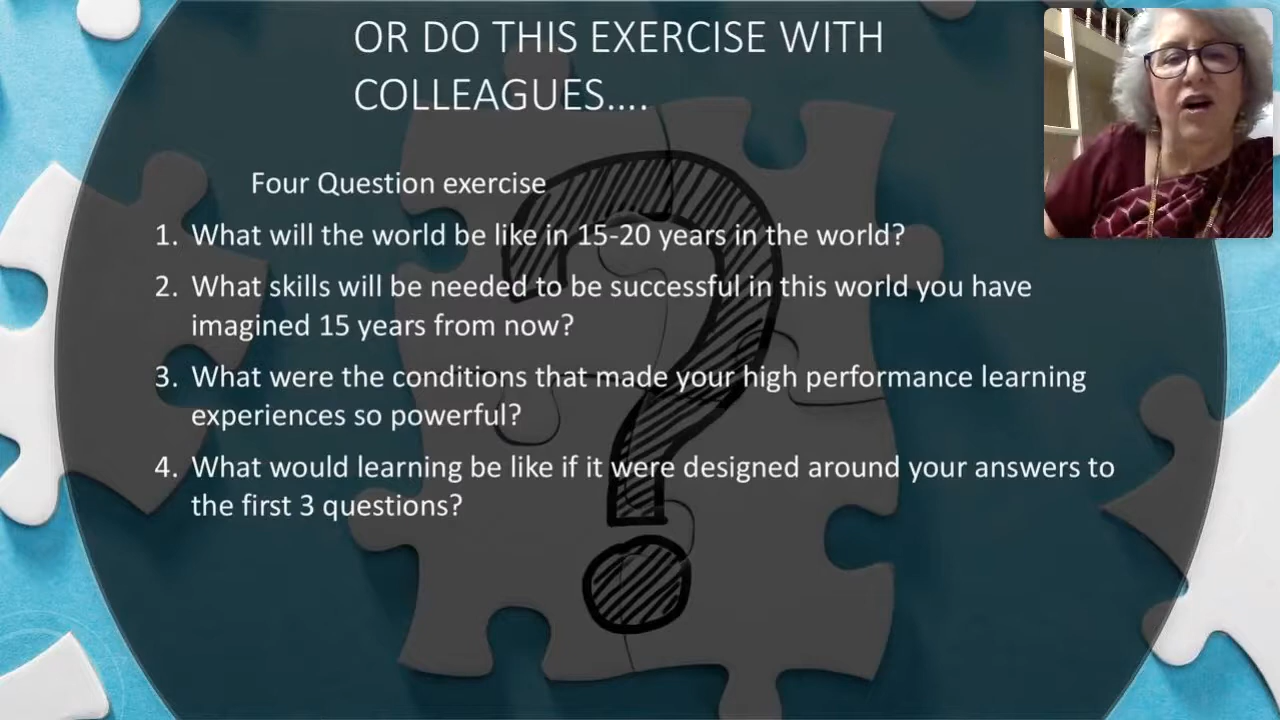 OR DO THIS EXERCISE WITH
COLLEAGUES....
Four Question exercise
1. What will the world be like in 15-20 years in the world?
2. What skills will be needed to be successful in this world you have
imagined 15 years from now?
3. What were the conditions that made your high performance learning
experiences so powerful?
4. What would learning be like if it were designed around your answers to
the first 3 questions?